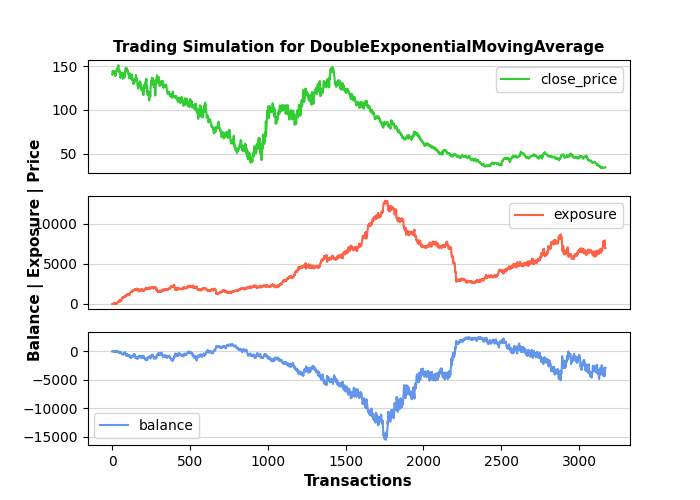 Trading Simulation for DoubleExponentialMovingAverage
150
100
50
close_price
10000
5000
0
exposure
0
−5000
−10000
−15000
balance
0
500
1000
1500
2000
2500
3000
Transactions
Balance | Exposure | Price